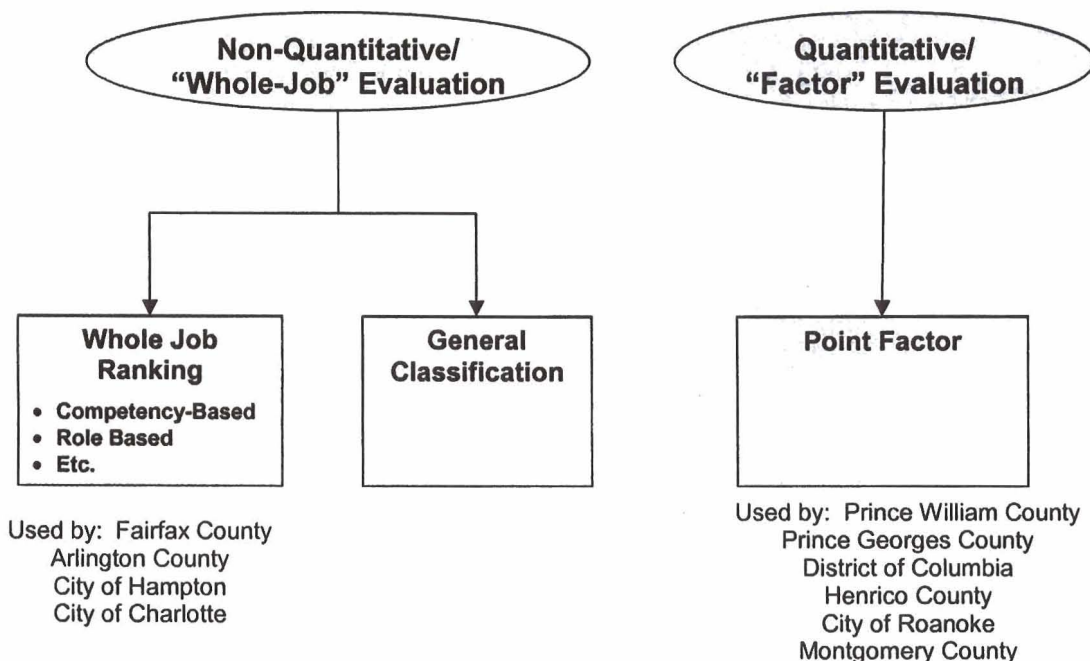 Non-Quantitative/
“Whole-Job” Evaluation
Quantitative/
“Factor” Evaluation
Whole Job
Ranking
• Competency-Based
• Role Based
• Etc.
General
Classification
Point Factor
Used by: Fairfax County
Arlington County
City of Hampton
City of Charlotte
Used by: Prince William County
Prince Georges County
District of Columbia
Henrico County
City of Roanoke
Montgomery County